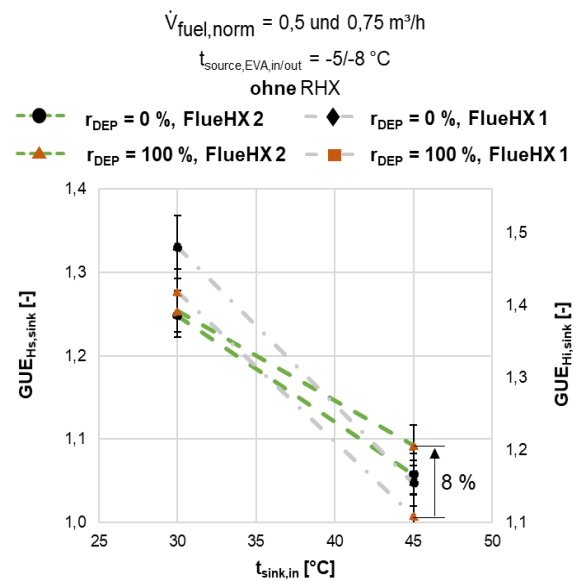 V̇fuel,norm = 0,5 und 0,75 m³/h
tsource,EVA,in/out = -5/-8 °C
ohne RHX
rDEP = 0 %, FlueHX 2
rDEP = 0 %, FlueHX 1
rDEP = 100 %, FlueHX 2
rDEP = 100 %, FlueHX 1
1,4
1,3
1,2
1,1
1,0
GUEHs,sink [-]
1,5
1,4
1,3
1,2
1,1
GUEHi,sink [-]
8 %
25 30 35 40 45 50
tsink,in [°C]